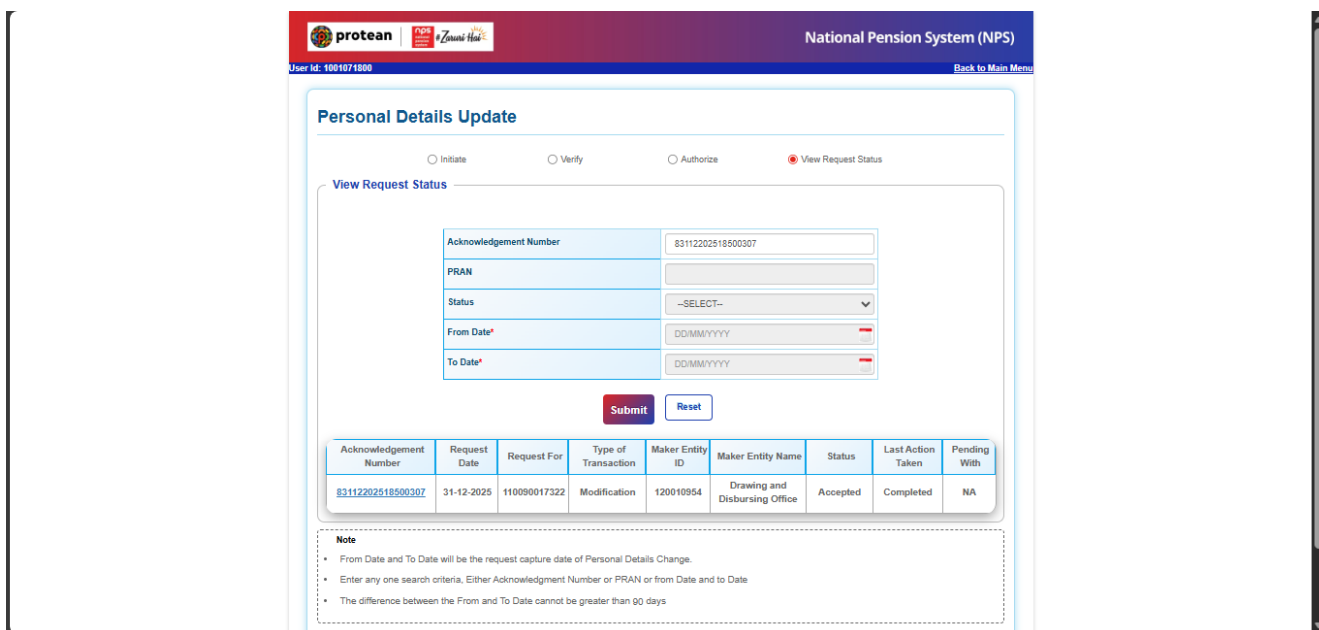 protean nps #Zaruri Hai National Pension System (NPS)
User Id: 1001071800 Back to Main Menu
Personal Details Update
Initiate Verify Authorize View Request Status
View Request Status
Acknowledgement Number 83112202518500307
PRAN
Status --SELECT--
From Date* DD/MM/YYYY
To Date* DD/MM/YYYY
Submit Reset
Acknowledgement Number Request Date Request For Type of Transaction Maker Entity ID Maker Entity Name Status Last Action Taken Pending With
83112202518500307 31-12-2025 110090017322 Modification 120010954 Drawing and Disbursing Office Accepted Completed NA
Note
• From Date and To Date will be the request capture date of Personal Details Change.
• Enter any one search criteria, Either Acknowledgment Number or PRAN or from Date and to Date
• The difference between the From and To Date cannot be greater than 90 days